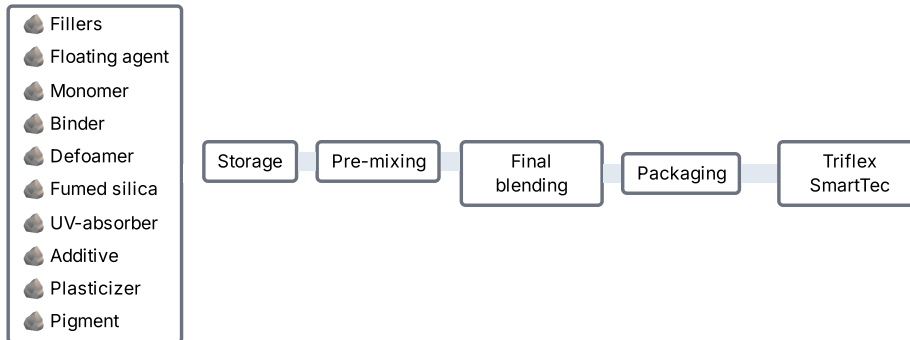 Fillers
Floating agent
Monomer
Binder
Defoamer
Fumed silica
UV-absorber
Additive
Plasticizer
Pigment
Storage
Pre-mixing
Final
blending
Packaging
Triflex
SmartTec